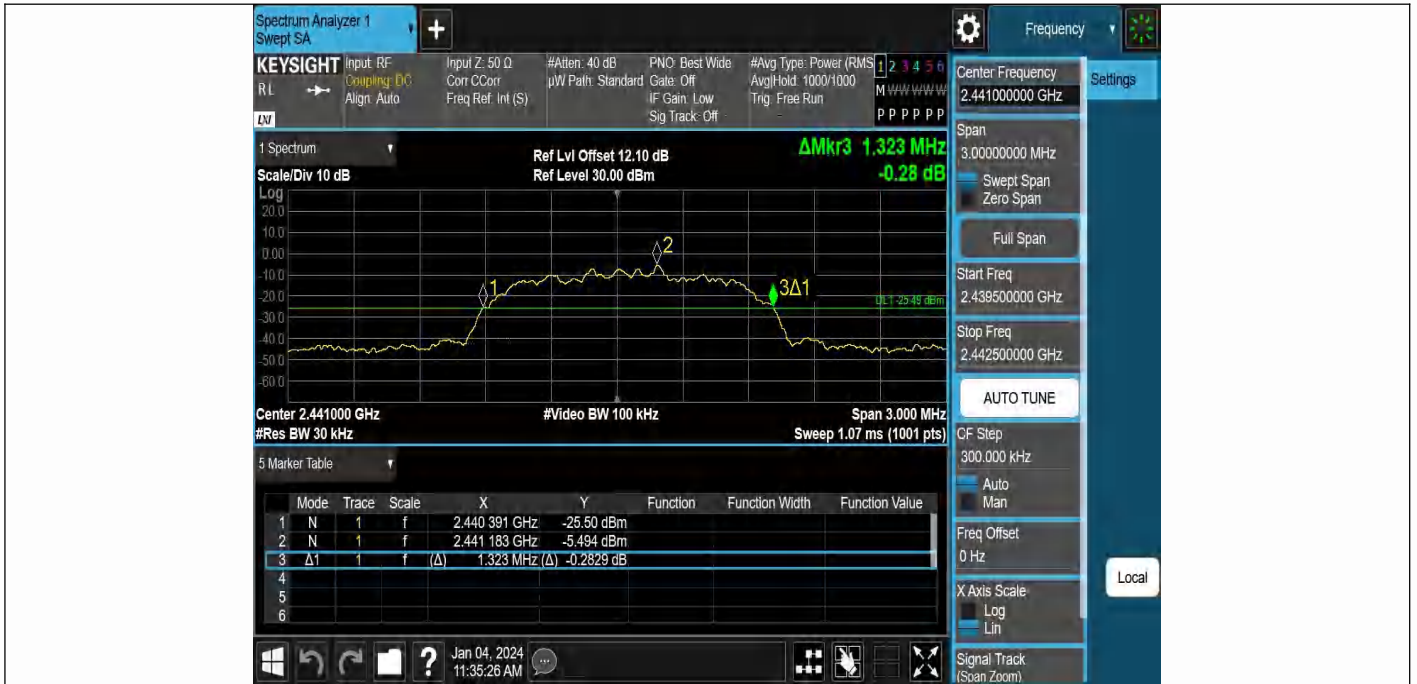 Spectrum Analyzer 1
Swept SA
+
Frequency
KEYSIGHT
RL
LXI
Input: RF
Coupling: DC
Align: Auto
Input Z: 50 Ω
Corr CCorr
Freq Ref: Int (S)
#Atten: 40 dB
µW Path: Standard
PNO: Best Wide
Gate: Off
IF Gain: Low
Sig Track: Off
#Avg Type: Power (RMS
Avg|Hold: 1000/1000
Trig: Free Run
1 2 3 4 5 6
M W W W W W
P P P P P P
Center Frequency
2.441000000 GHz
Settings
Span
3.00000000 MHz
Swept Span
Zero Span
Full Span
Start Freq
2.439500000 GHz
Stop Freq
2.442500000 GHz
AUTO TUNE
CF Step
300.000 kHz
Auto
Man
Freq Offset
0 Hz
X Axis Scale
Log
Lin
Signal Track
(Span Zoom)
Local
1 Spectrum
Scale/Div 10 dB
Ref Lvl Offset 12.10 dB
Ref Level 30.00 dBm
ΔMkr3 1.323 MHz
-0.28 dB
Log
20.0
10.0
0.00
-10.0
-20.0
-30.0
-40.0
-50.0
-60.0
1
2
3Δ1
DL1 -25.49 dBm
Center 2.441000 GHz
#Video BW 100 kHz
Span 3.000 MHz
#Res BW 30 kHz
Sweep 1.07 ms (1001 pts)
5 Marker Table
Mode Trace Scale X Y Function Function Width Function Value
1 N 1 f 2.440 391 GHz -25.50 dBm
2 N 1 f 2.441 183 GHz -5.494 dBm
3 Δ1 1 f (Δ) 1.323 MHz (Δ) -0.2829 dB
4
5
6
?
Jan 04, 2024
11:35:26 AM